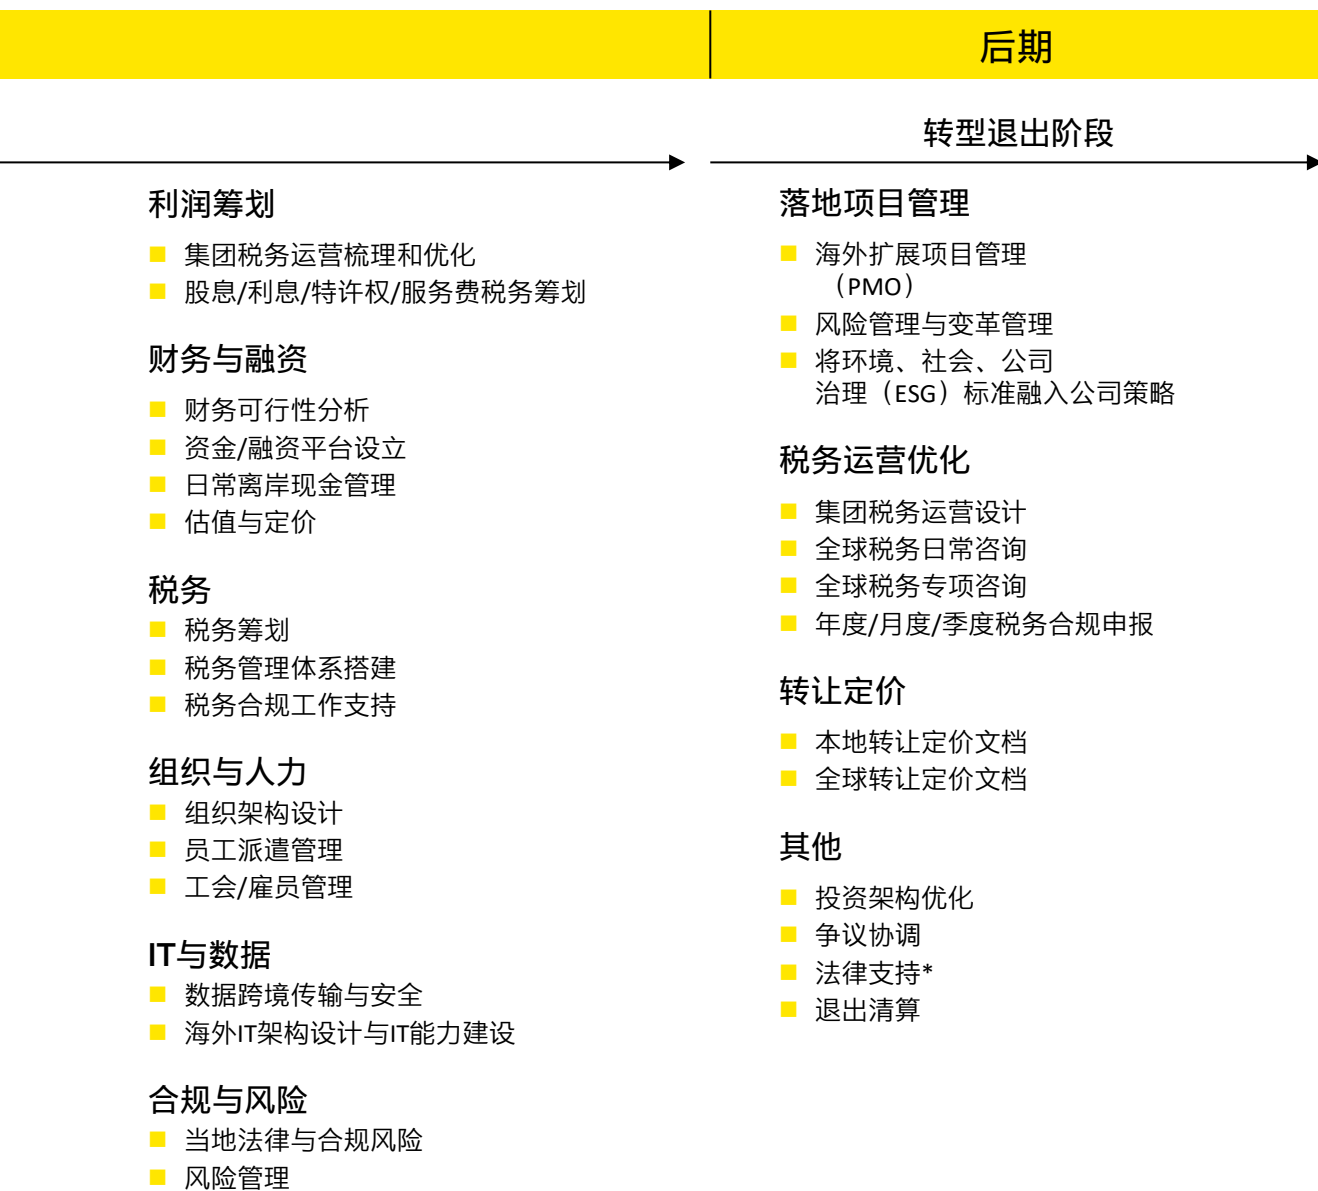 后期
转型退出阶段
利润筹划
集团税务运营梳理和优化
股息/利息/特许权/服务费税务筹划
财务与融资
财务可行性分析
资金/融资平台设立
日常离岸现金管理
估值与定价
税务
税务筹划
税务管理体系搭建
税务合规工作支持
组织与人力
组织架构设计
员工派遣管理
工会/雇员管理
IT与数据
数据跨境传输与安全
海外IT架构设计与IT能力建设
合规与风险
当地法律与合规风险
风险管理
落地项目管理
海外扩展项目管理
（PMO）
风险管理与变革管理
将环境、社会、公司
治理（ESG）标准融入公司策略
税务运营优化
集团税务运营设计
全球税务日常咨询
全球税务专项咨询
年度/月度/季度税务合规申报
转让定价
本地转让定价文档
全球转让定价文档
其他
投资架构优化
争议协调
法律支持*
退出清算